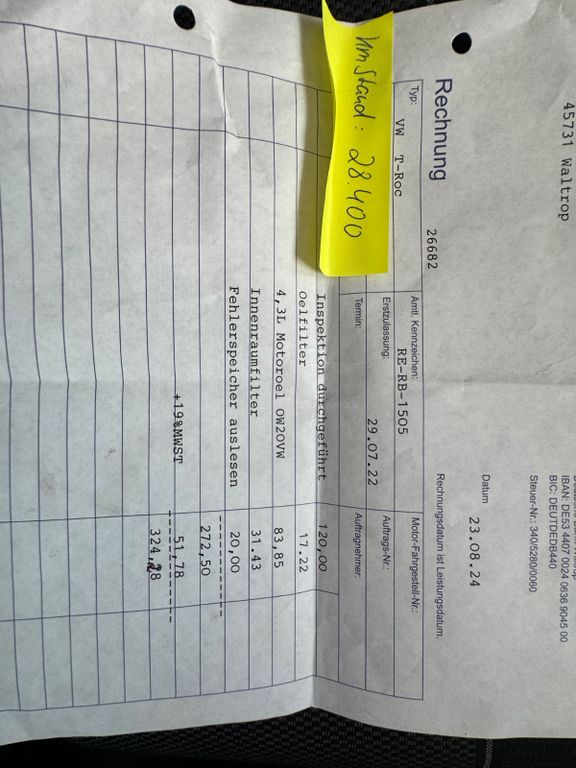 45731 Waltrop
IBAN: DE53 4407 0024 0636 9045 00
BIC: DEUTDEDB440
Steuer-Nr.: 340/5280/0060
Datum 23.08.24
Rechnung 26682
Rechnungsdatum ist Leistungsdatum.
Typ: VW T-Roc
Amtl. Kennzeichen: RE-RB-1505
Motor-Fahrgestell-Nr.:
Erstzulassung: 29.07.22
Auftrags-Nr.:
Termin:
Auftragnehmer:
km Stand: 28.400
Inspektion durchgeführt 120,00
Oelfilter 17.22
4,3L Motoroel 0W20VW 83,85
Innenraumfilter 31.43
Fehlerspeicher auslesen 20,00
----------
272,50
+19%MWST 51,78
-----------
324,28